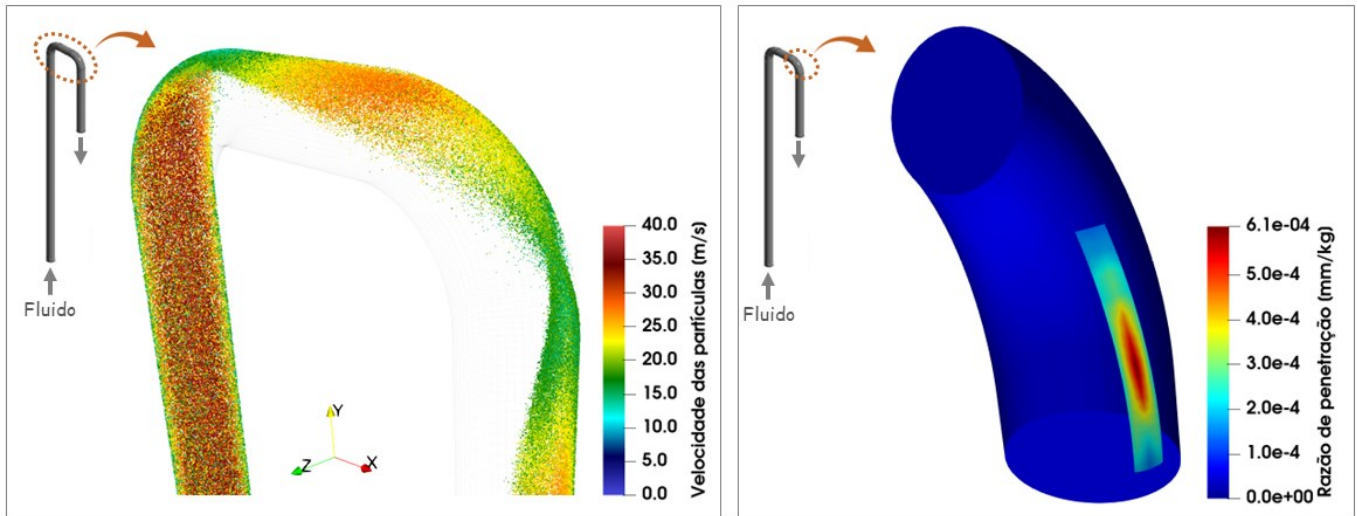 Fluido
Y
Z
X
40.0
35.0
30.0
25.0
20.0
15.0
10.0
5.0
0.0
Velocidade das partículas (m/s)
Fluido
6.1e-04
5.0e-4
4.0e-4
3.0e-4
2.0e-4
1.0e-4
0.0e+00
Razão de penetração (mm/kg)